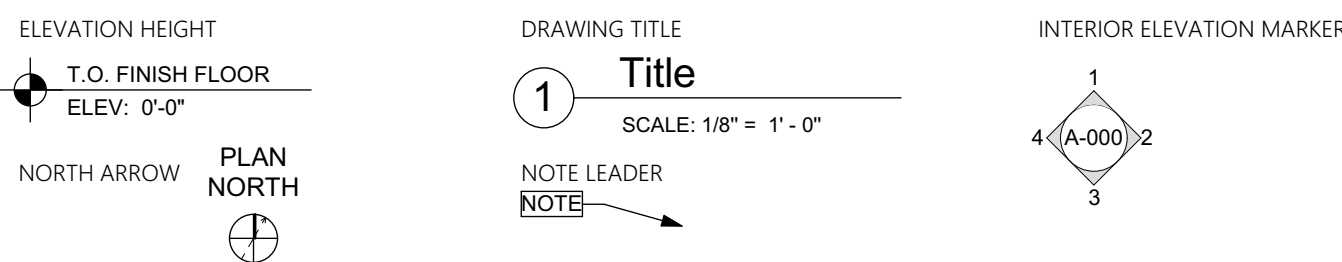 ELEVATION HEIGHT
T.O. FINISH FLOOR
ELEV: 0'-0"
NORTH ARROW
PLAN
NORTH
DRAWING TITLE
1
Title
SCALE: 1/8" = 1' - 0"
NOTE LEADER
NOTE
INTERIOR ELEVATION MARKER
1
4 A-000 2
3